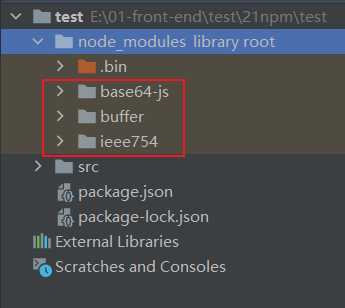 test E:\01-front-end\test\21npm\test
node_modules library root
.bin
base64-js
buffer
ieee754
src
package.json
package-lock.json
External Libraries
Scratches and Consoles